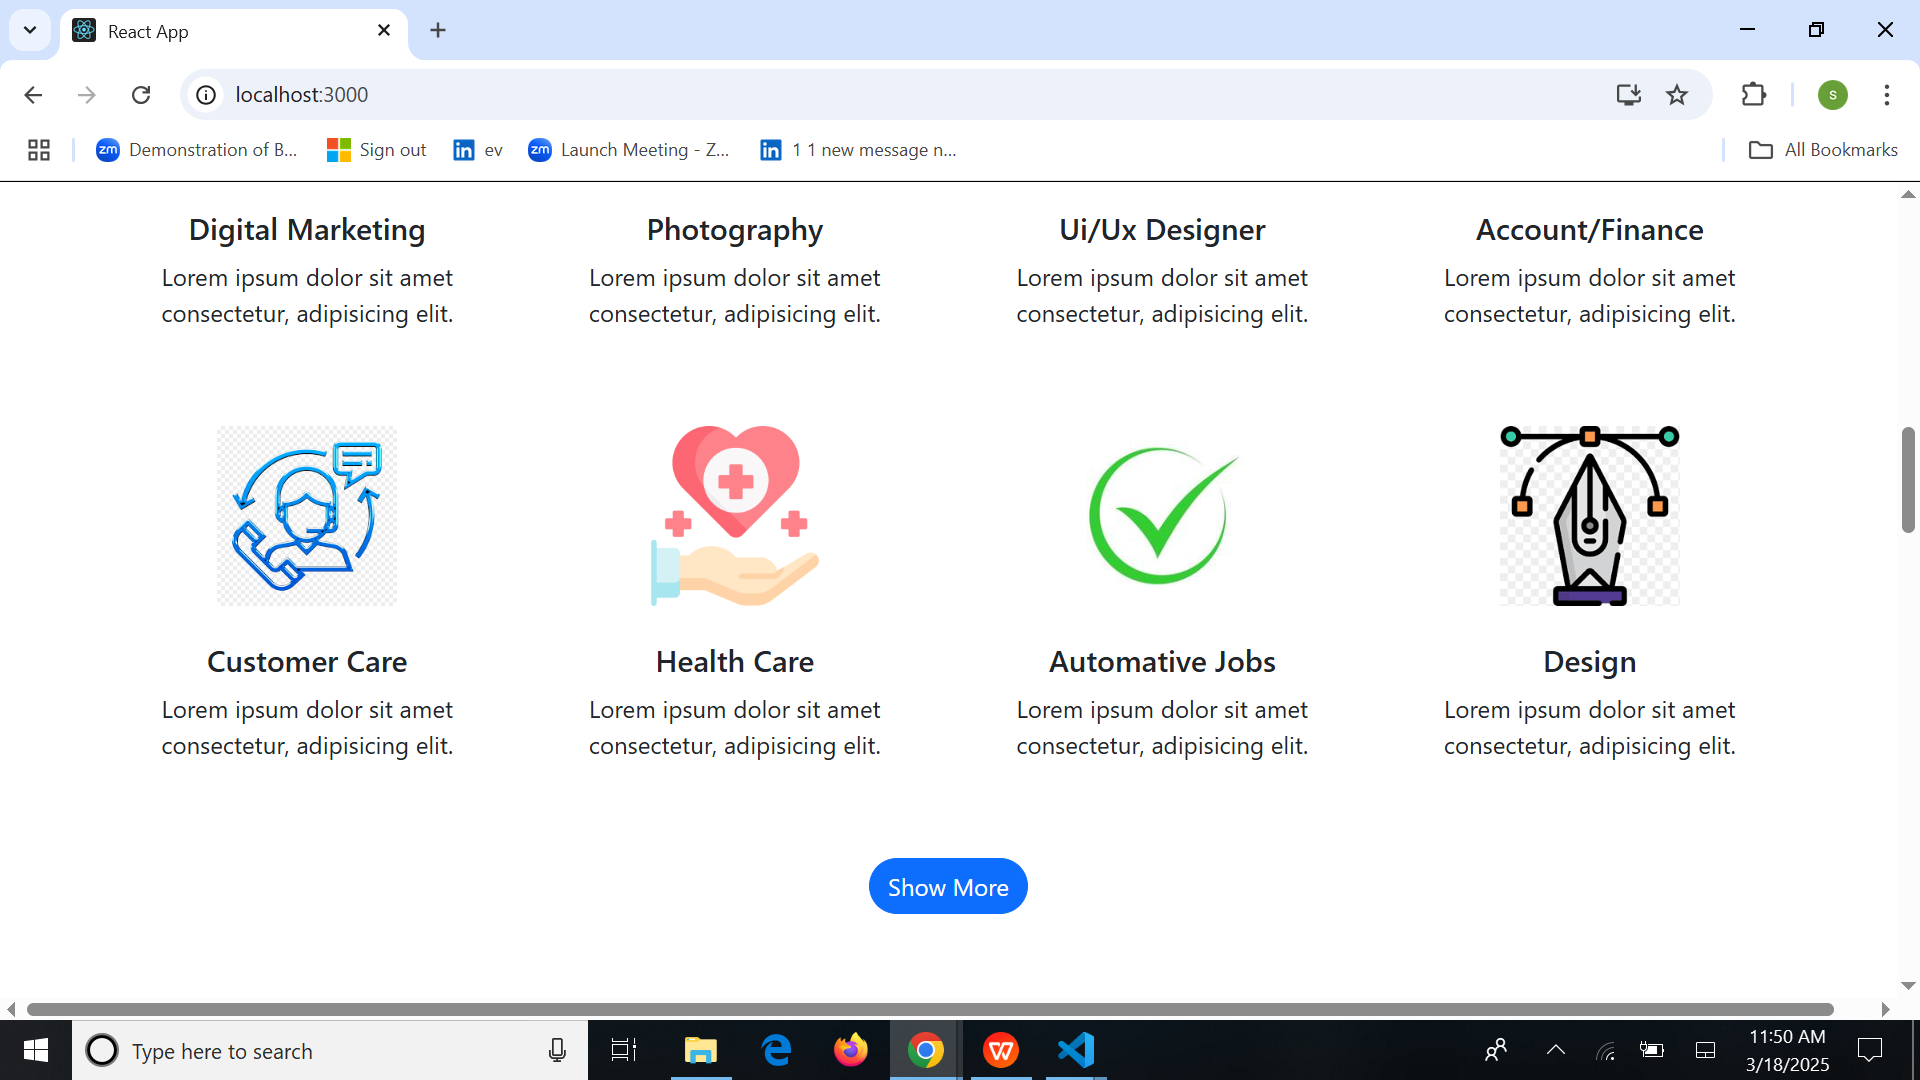 React App
localhost:3000
S
zm Demonstration of B...
Sign out
in ev
zm Launch Meeting - Z...
in 1 1 new message n...
All Bookmarks
Digital Marketing
Lorem ipsum dolor sit amet
consectetur, adipisicing elit.
Photography
Lorem ipsum dolor sit amet
consectetur, adipisicing elit.
Ui/Ux Designer
Lorem ipsum dolor sit amet
consectetur, adipisicing elit.
Account/Finance
Lorem ipsum dolor sit amet
consectetur, adipisicing elit.
Customer Care
Lorem ipsum dolor sit amet
consectetur, adipisicing elit.
Health Care
Lorem ipsum dolor sit amet
consectetur, adipisicing elit.
Automative Jobs
Lorem ipsum dolor sit amet
consectetur, adipisicing elit.
Design
Lorem ipsum dolor sit amet
consectetur, adipisicing elit.
Show More
Type here to search
11:50 AM
3/18/2025